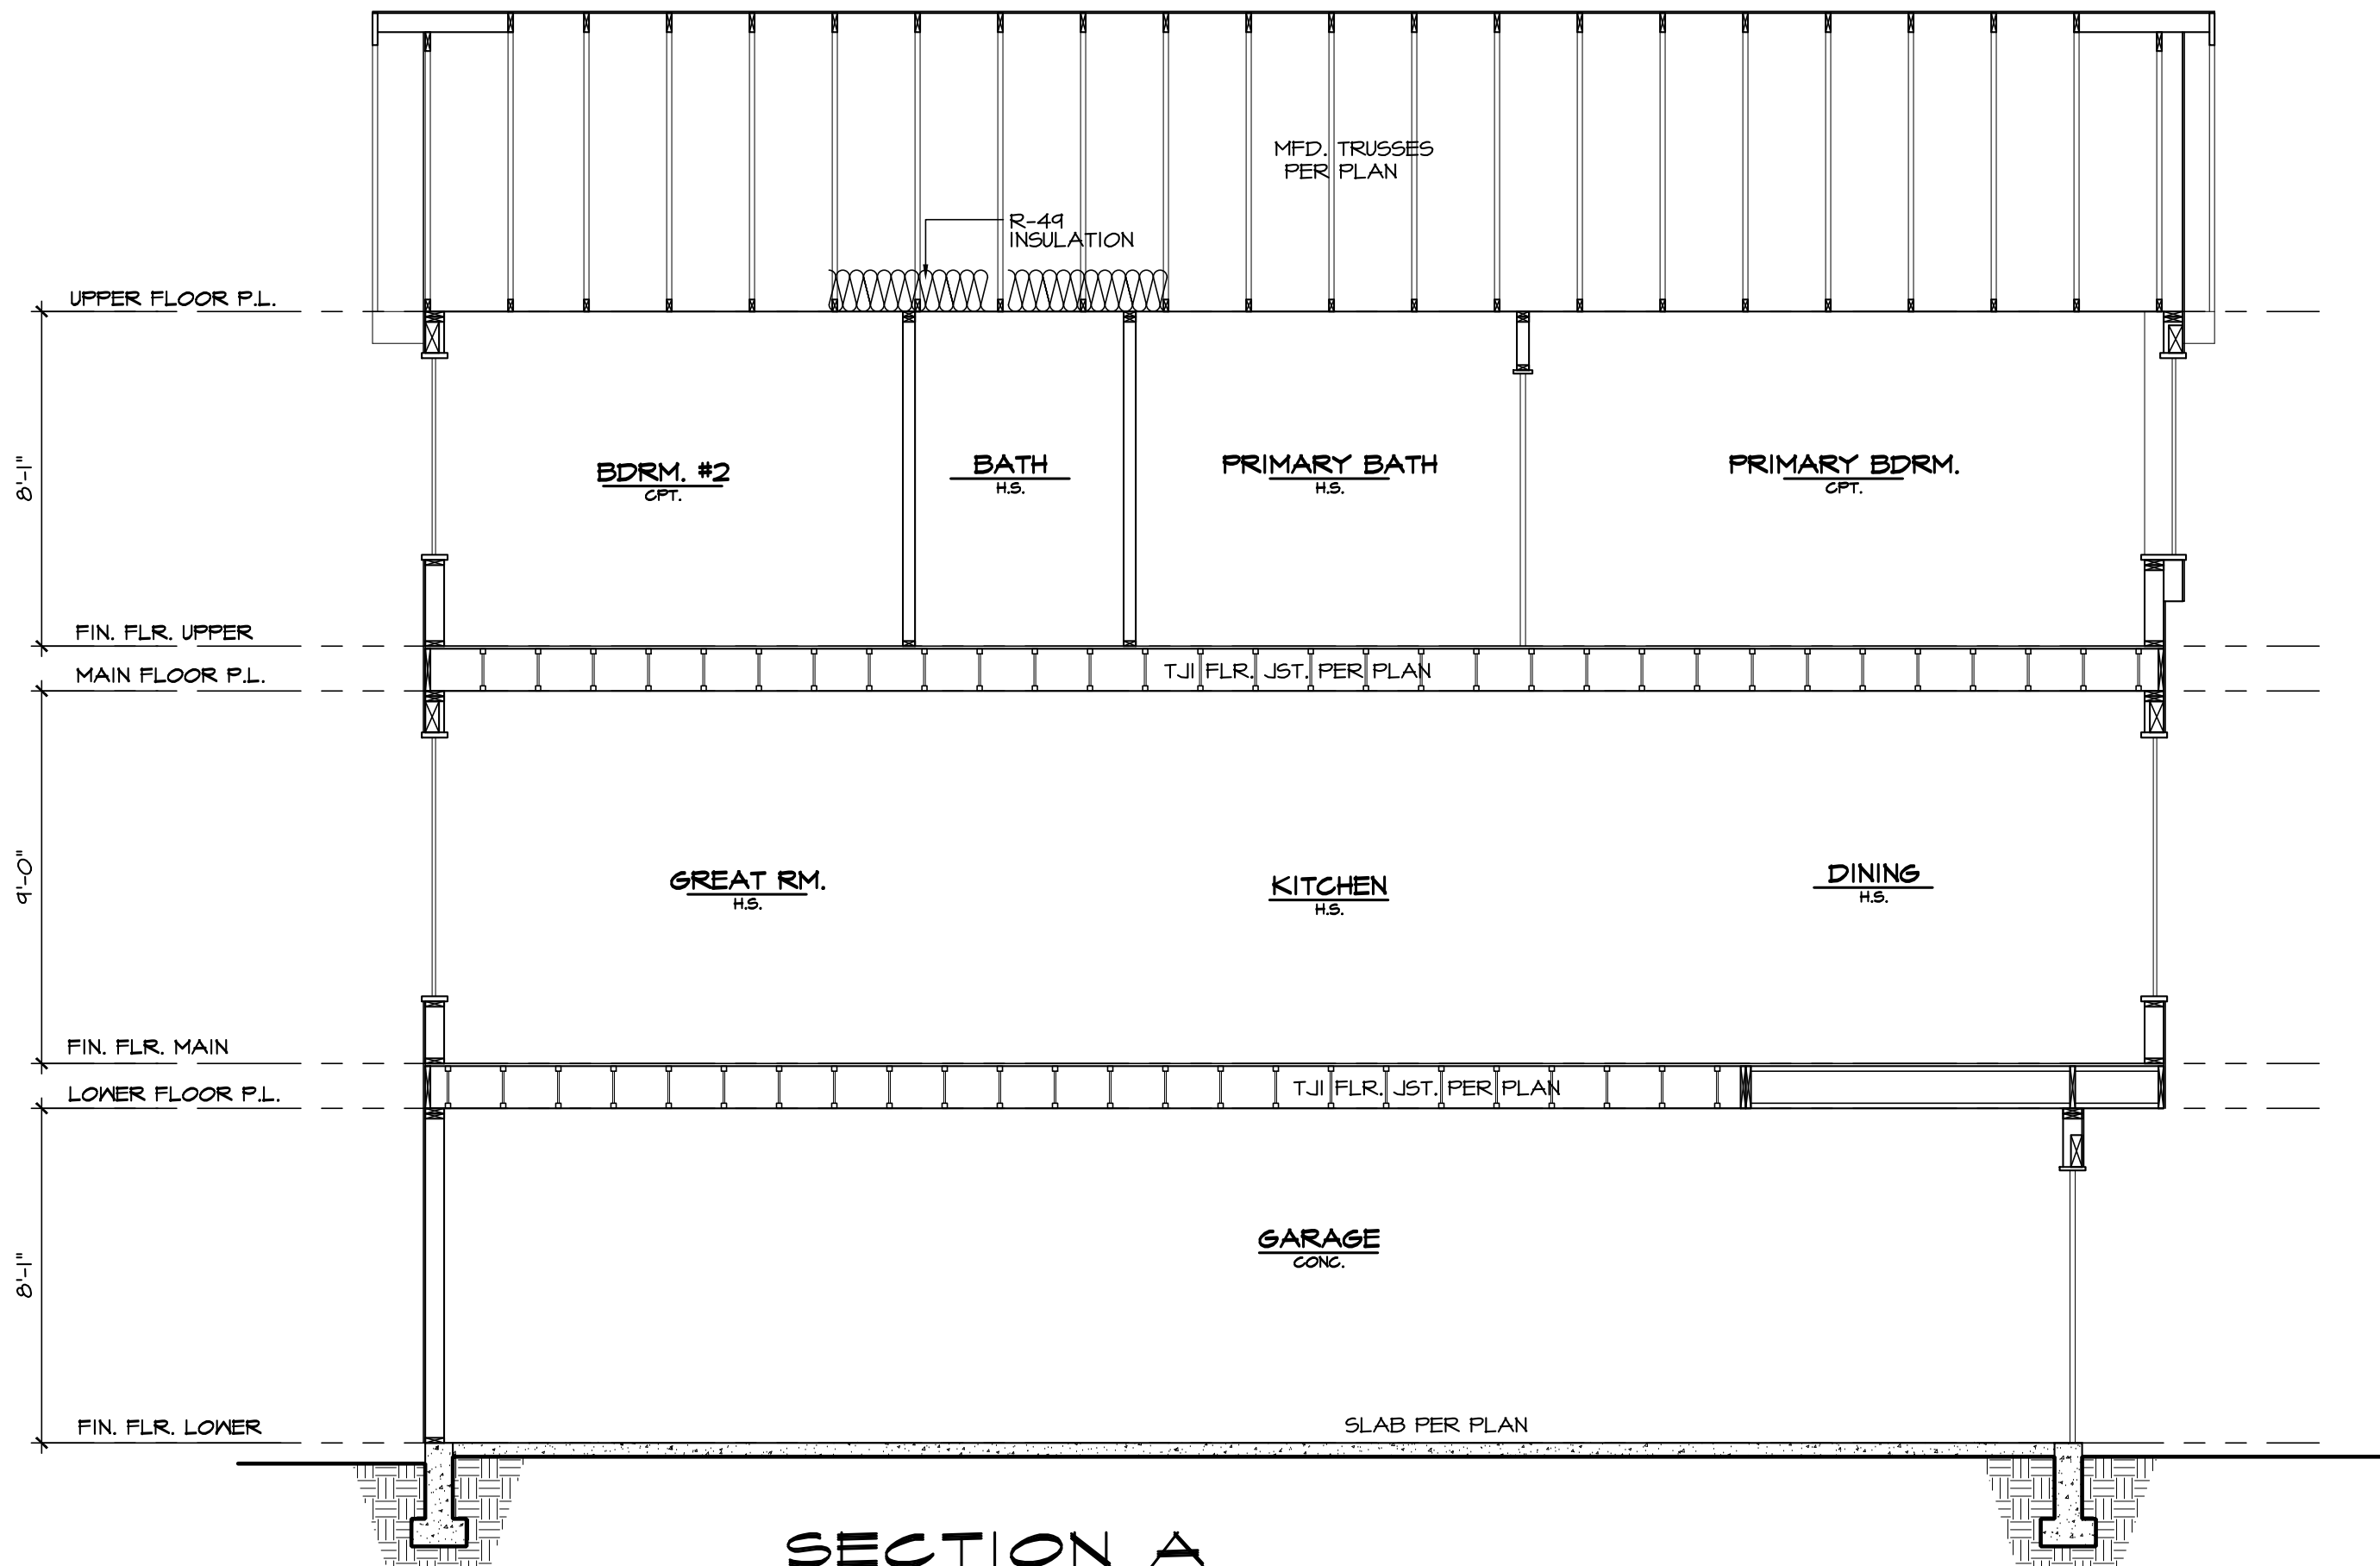 MFD. TRUSSES
PER PLAN
R-49
INSULATION
UPPER FLOOR P.L.
8'-1"
BDRM. #2
CPT.
BATH
H.S.
PRIMARY BATH
H.S.
PRIMARY BDRM.
CPT.
FIN. FLR. UPPER
MAIN FLOOR P.L.
TJI FLR. JST. PER PLAN
9'-0"
GREAT RM.
H.S.
KITCHEN
H.S.
DINING
H.S.
FIN. FLR. MAIN
LOWER FLOOR P.L.
TJI FLR. JST. PER PLAN
8'-1"
GARAGE
CONC.
FIN. FLR. LOWER
SLAB PER PLAN
SECTION A